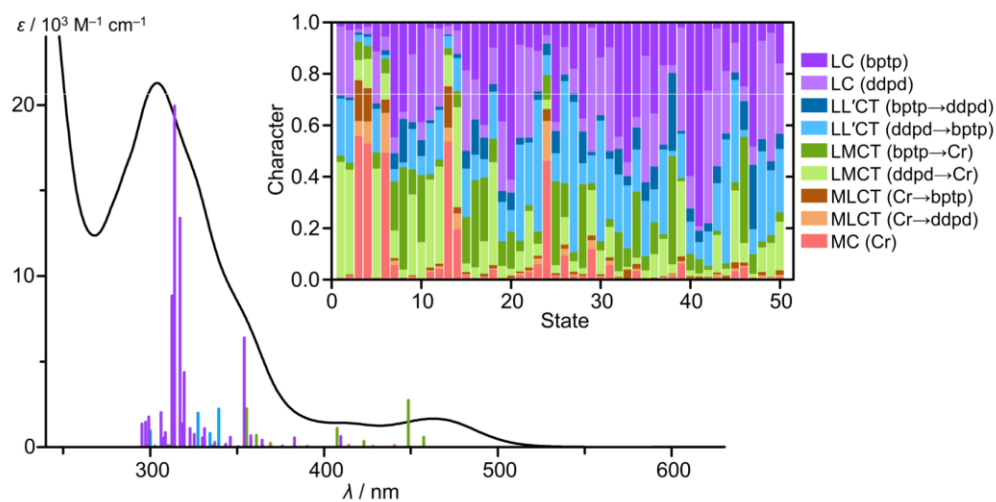 ε / 10³ M⁻¹ cm⁻¹
20
10
0
300
400
500
600
λ / nm
1.0
0.8
0.6
0.4
0.2
0.0
Character
0
10
20
30
40
50
State
LC (bptp)
LC (ddpd)
LL′CT (bptp→ddpd)
LL′CT (ddpd→bptp)
LMCT (bptp→Cr)
LMCT (ddpd→Cr)
MLCT (Cr→bptp)
MLCT (Cr→ddpd)
MC (Cr)